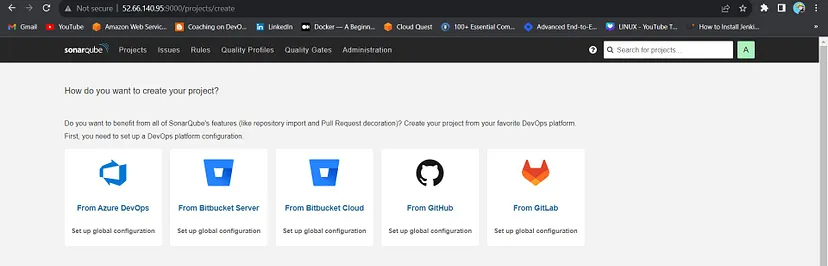 Not secure | 52.66.140.95:9000/projects/create
Gmail YouTube Amazon Web Servic... Coaching on DevO... LinkedIn Docker — A Beginn... Cloud Quest 100+ Essential Com... Advanced End-to-E... LINUX - YouTube T... How to Install Jenki...
sonarqube Projects Issues Rules Quality Profiles Quality Gates Administration ? Search for projects... A
How do you want to create your project?
Do you want to benefit from all of SonarQube's features (like repository import and Pull Request decoration)? Create your project from your favorite DevOps platform.
First, you need to set up a DevOps platform configuration.
From Azure DevOps From Bitbucket Server From Bitbucket Cloud From GitHub From GitLab
Set up global configuration Set up global configuration Set up global configuration Set up global configuration Set up global configuration